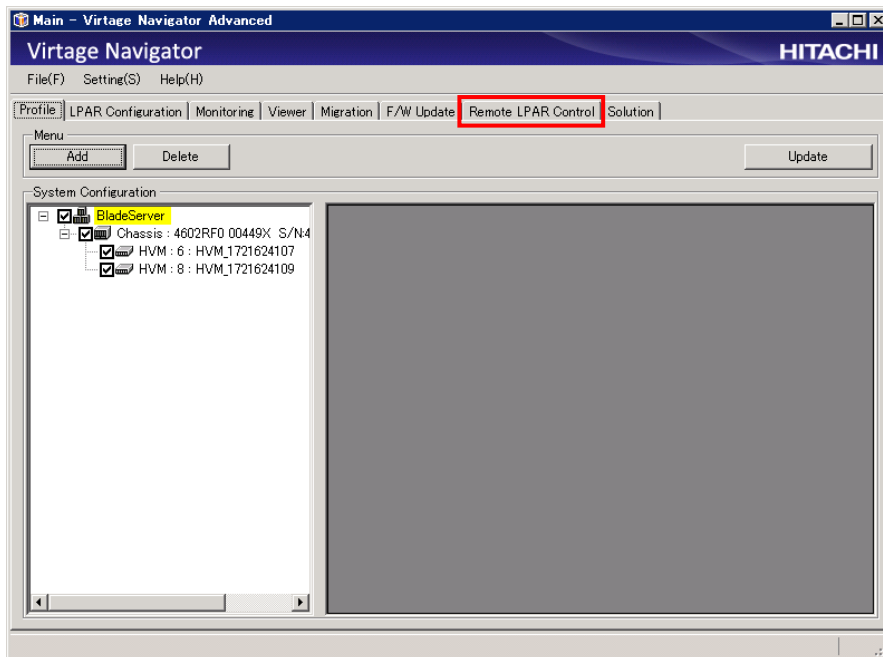 Main - Virtage Navigator Advanced
Virtage Navigator HITACHI
File(F) Setting(S) Help(H)
Profile LPAR Configuration Monitoring Viewer Migration F/W Update Remote LPAR Control Solution
Menu
Add Delete Update
System Configuration
BladeServer
Chassis : 4602RF0 00449X S/N:4
HVM : 6 : HVM_1721624107
HVM : 8 : HVM_1721624109